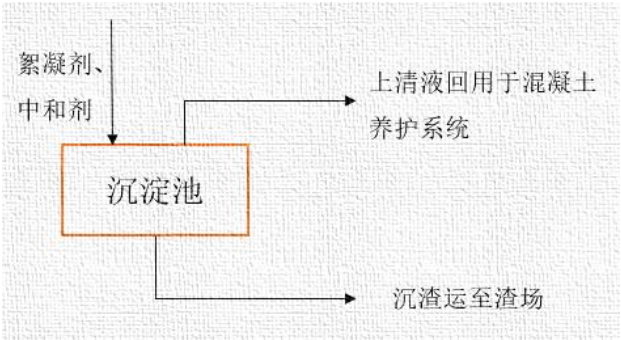 絮凝剂、
中和剂
上清液回用于混凝土
养护系统
沉淀池
沉渣运至渣场